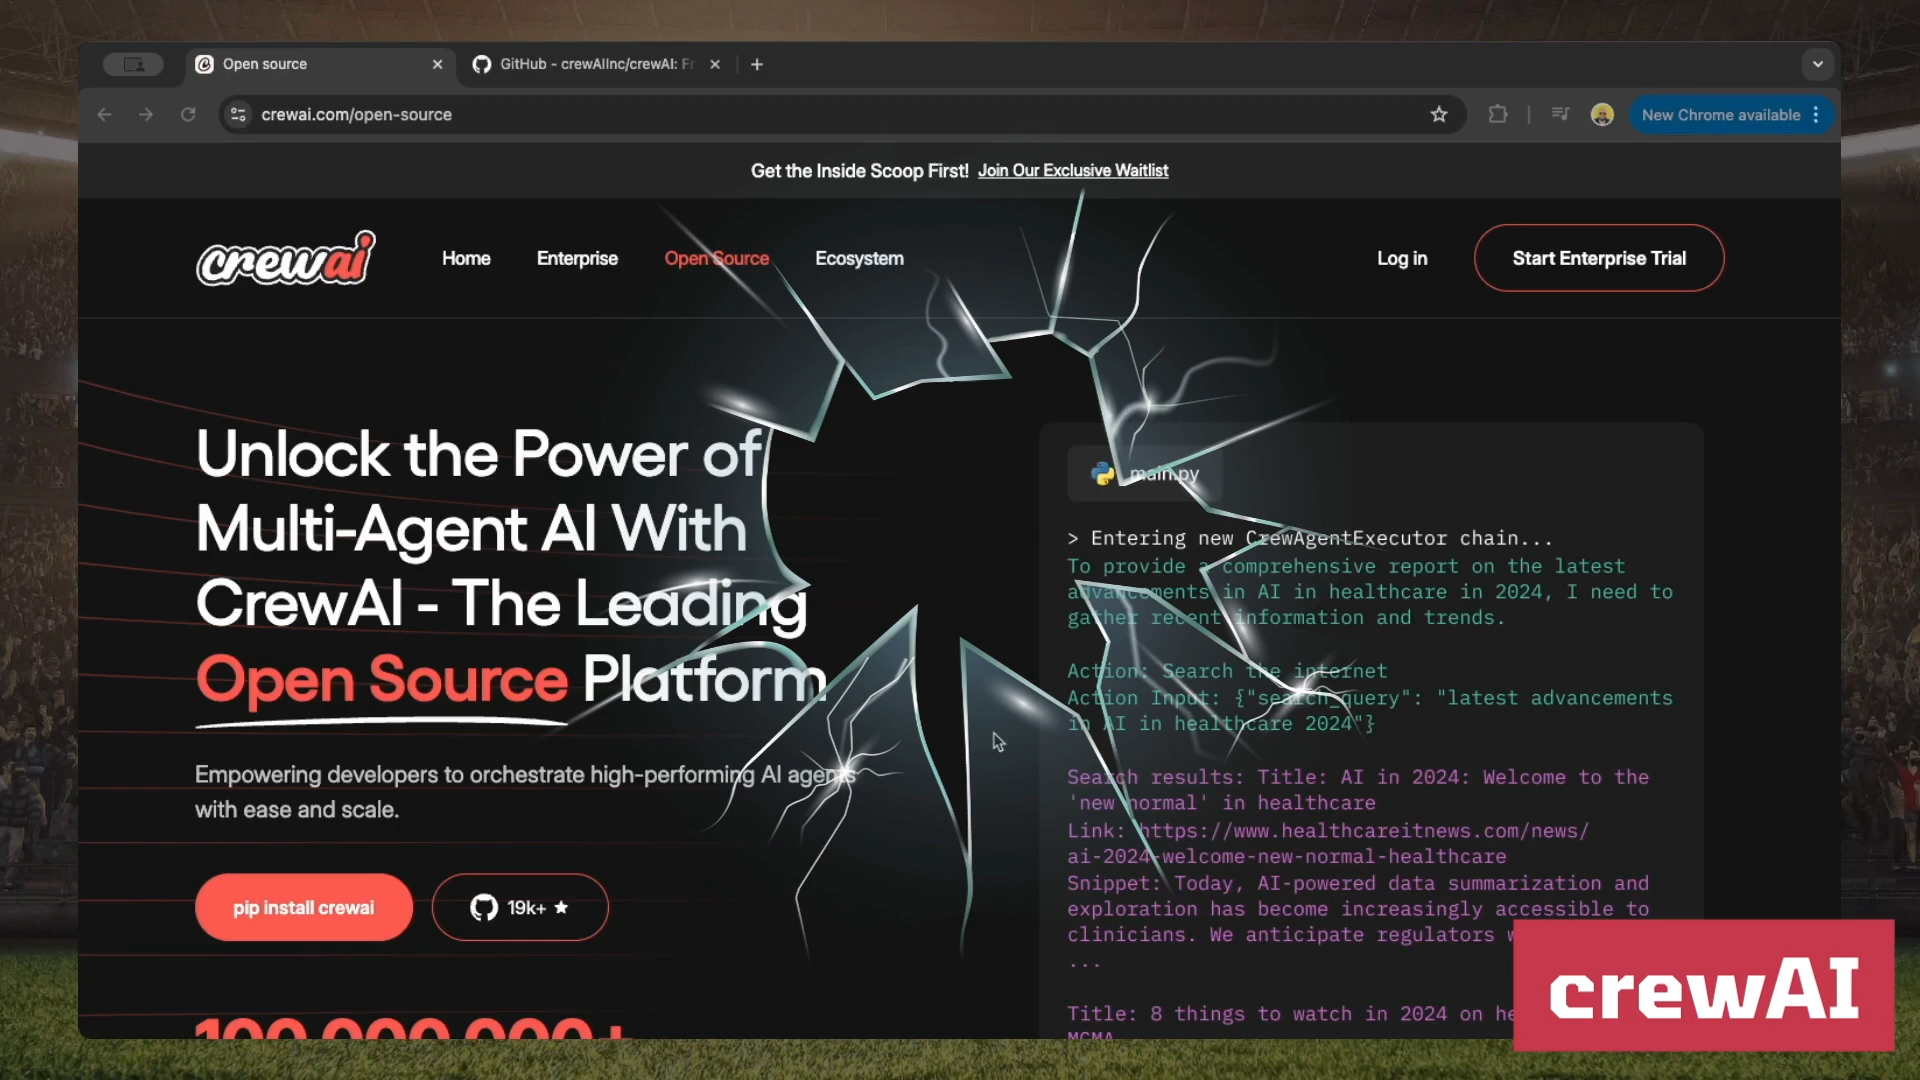 Open source
GitHub - crewAIInc/crewAI: Fr
crewai.com/open-source
New Chrome available
Get the Inside Scoop First! Join Our Exclusive Waitlist
crewai
Home
Enterprise
Open Source
Ecosystem
Log in
Start Enterprise Trial
Unlock the Power of
Multi-Agent AI With
CrewAI - The Leading
Open Source Platform
Empowering developers to orchestrate high-performing AI agents
with ease and scale.
pip install crewai
19k+
100,000,000+
main.py
> Entering new CrewAgentExecutor chain...
To provide a comprehensive report on the latest
advancements in AI in healthcare in 2024, I need to
gather recent information and trends.
Action: Search the internet
Action Input: {"search_query": "latest advancements
in AI in healthcare 2024"}
Search results: Title: AI in 2024: Welcome to the
'new normal' in healthcare
Link: https://www.healthcareitnews.com/news/
ai-2024-welcome-new-normal-healthcare
Snippet: Today, AI-powered data summarization and
exploration has become increasingly accessible to
clinicians. We anticipate regulators
...
Title: 8 things to watch in 2024 on he
MGMA
crewAI